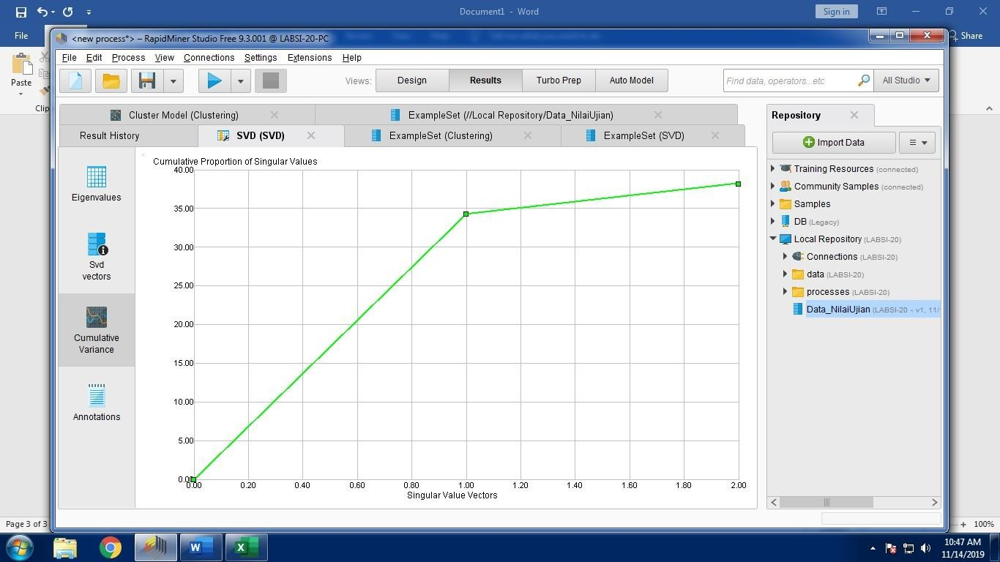 Document1 - Word
Sign in
File
Share
Paste
Clip
<new process*> – RapidMiner Studio Free 9.3.001 @ LABSI-20-PC
File Edit Process View Connections Settings Extensions Help
Views: Design Results Turbo Prep Auto Model
Find data, operators...etc
All Studio
Cluster Model (Clustering)
ExampleSet (//Local Repository/Data_NilaiUjian)
Result History
SVD (SVD)
ExampleSet (Clustering)
ExampleSet (SVD)
Eigenvalues
Svd
vectors
Cumulative
Variance
Annotations
Cumulative Proportion of Singular Values
40.00
35.00
30.00
25.00
20.00
15.00
10.00
5.00
0.00
0.00 0.20 0.40 0.60 0.80 1.00 1.20 1.40 1.60 1.80 2.00
Singular Value Vectors
Repository
Import Data
Training Resources (connected)
Community Samples (connected)
Samples
DB (Legacy)
Local Repository (LABSI-20)
Connections (LABSI-20)
data (LABSI-20)
processes (LABSI-20)
Data_NilaiUjian (LABSI-20 - v1, 11/
Page 3 of 3
100%
10:47 AM
11/14/2019